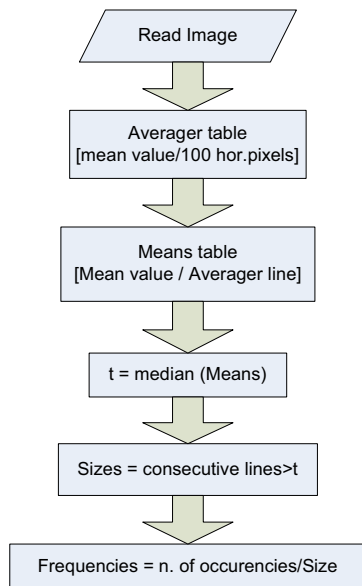 Read Image
Averager table
[mean value/100 hor.pixels]
Means table
[Mean value / Averager line]
t = median (Means)
Sizes = consecutive lines>t
Frequencies = n. of occurencies/Size